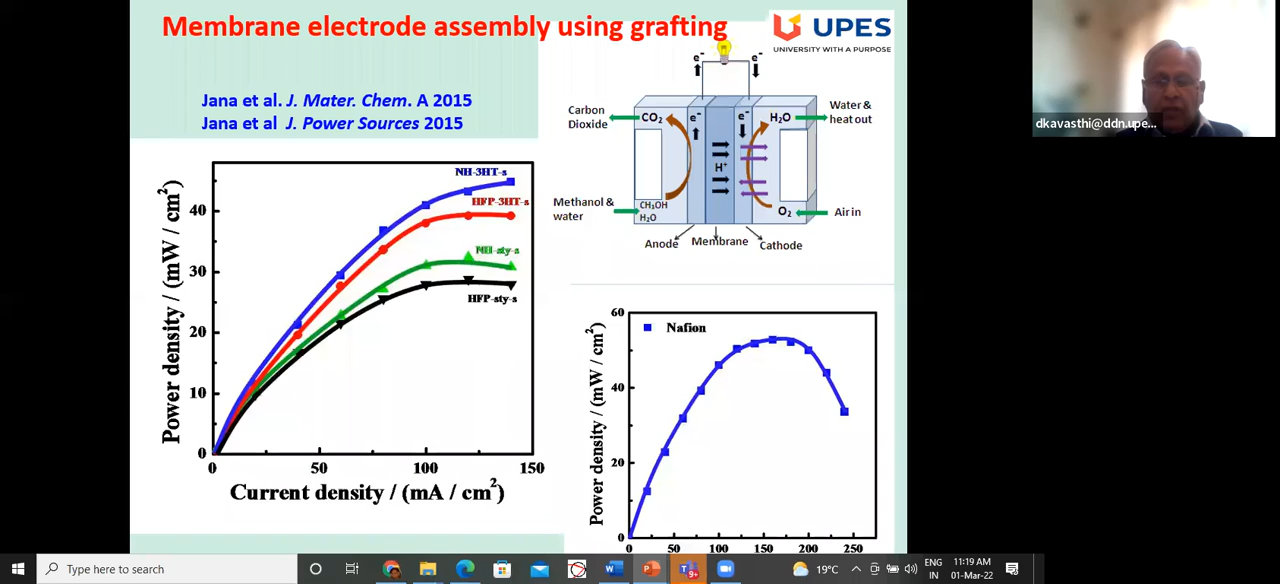 Membrane electrode assembly using grafting
UPES
UNIVERSITY WITH A PURPOSE
Jana et al. J. Mater. Chem. A 2015
Jana et al J. Power Sources 2015
dkavasthi@ddn.upe...
e-
e-
Carbon
Dioxide
CO2
e-
e-
H2O
Water &
heat out
H+
Methanol &
water
CH3OH
H2O
O2
Air in
Anode
Membrane
Cathode
Power density / (mW / cm2)
40
30
20
10
0
NH-3HT-s
HFP-3HT-s
NH-sty-s
HFP-sty-s
0
50
100
150
Current density / (mA / cm2)
Power density / (mW / cm2)
60
40
20
0
Nafion
0
50
100
150
200
250
Type here to search
9+
19°C
ENG
IN
11:19 AM
01-Mar-22